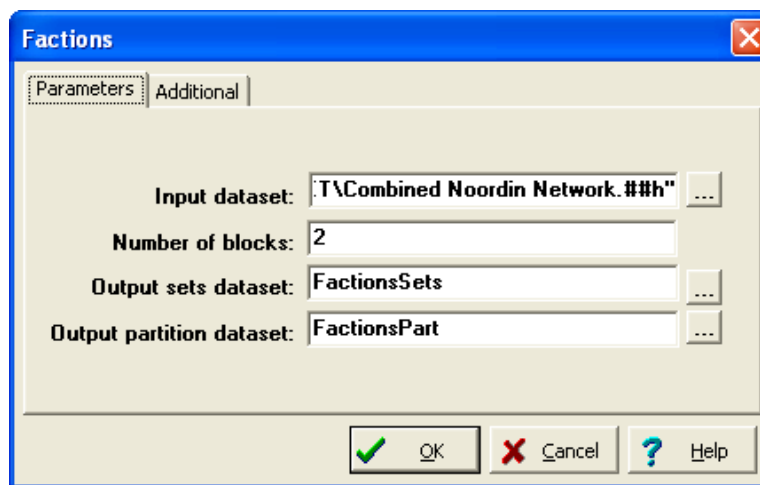 Factions
Parameters Additional
Input dataset: T\Combined Noordin Network.##h" ...
Number of blocks: 2
Output sets dataset: FactionsSets ...
Output partition dataset: FactionsPart ...
OK Cancel ? Help